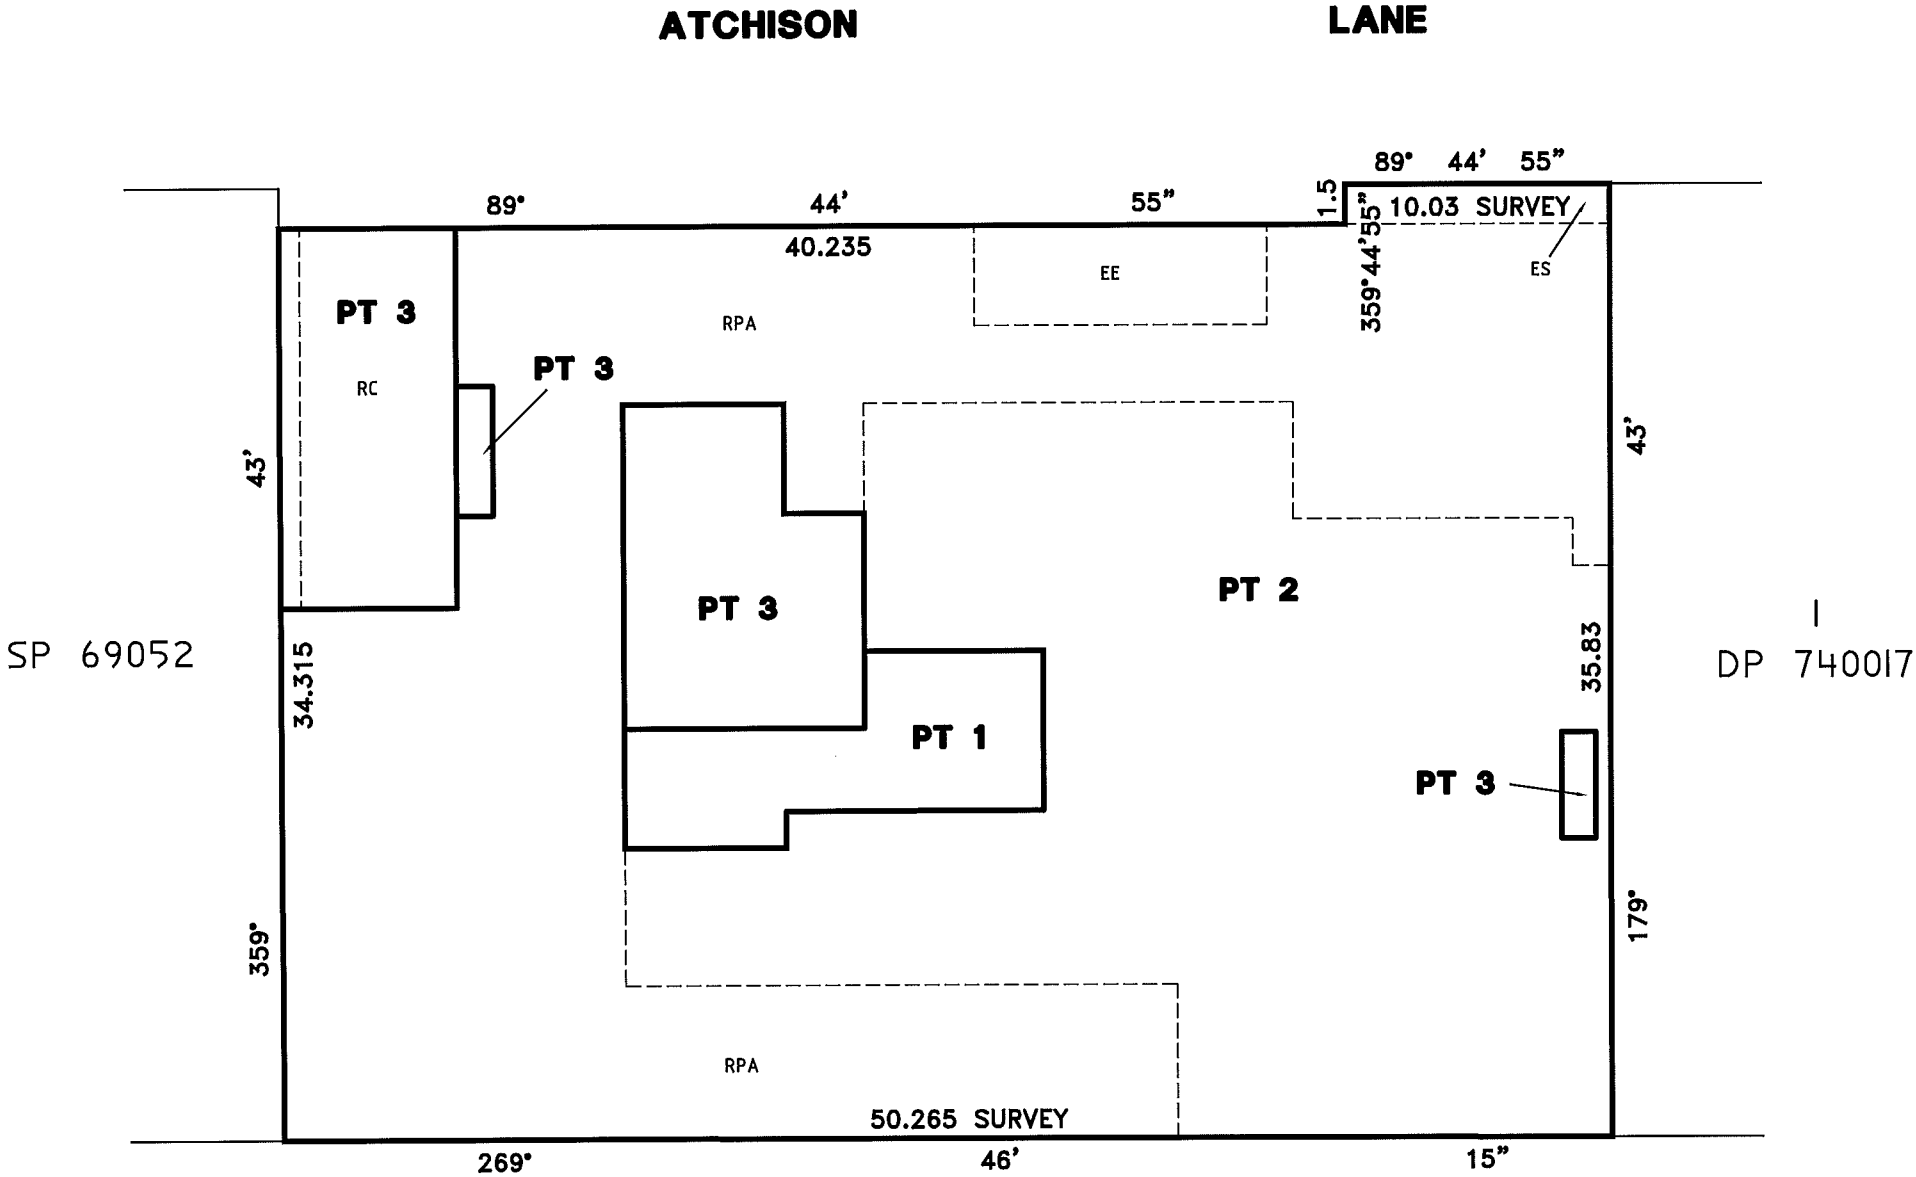 ATCHISON LANE
89° 44' 55"
10.03 SURVEY
1.5
359°44'55"
ES
89° 44' 55"
40.235
EE
RPA
PT 3
RC
PT 3
43'
43'
PT 3
PT 2
SP 69052
34.315
35.83
1
DP 740017
PT 1
PT 3
359°
179°
RPA
50.265 SURVEY
269° 46' 15"